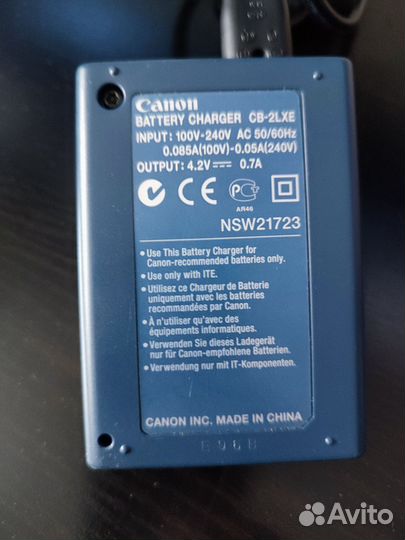 Canon
BATTERY CHARGER CB-2LXE
INPUT: 100V-240V AC 50/60Hz
0.085A(100V)-0.05A(240V)
OUTPUT: 4.2V⎓ 0.7A
CE
PC
AR46
NSW21723
• Use This Battery Charger for
Canon-recommended batteries only.
• Use only with ITE.
• Utilisez ce Chargeur de Batterie
uniquement avec les batteries
recommandées par Canon.
• À n'utiliser qu'avec des
équipements informatiques.
• Verwenden Sie dieses Ladegerät
nur für Canon-empfohlene Batterien.
• Verwendung nur mit IT-Komponenten.
CANON INC. MADE IN CHINA
Avito